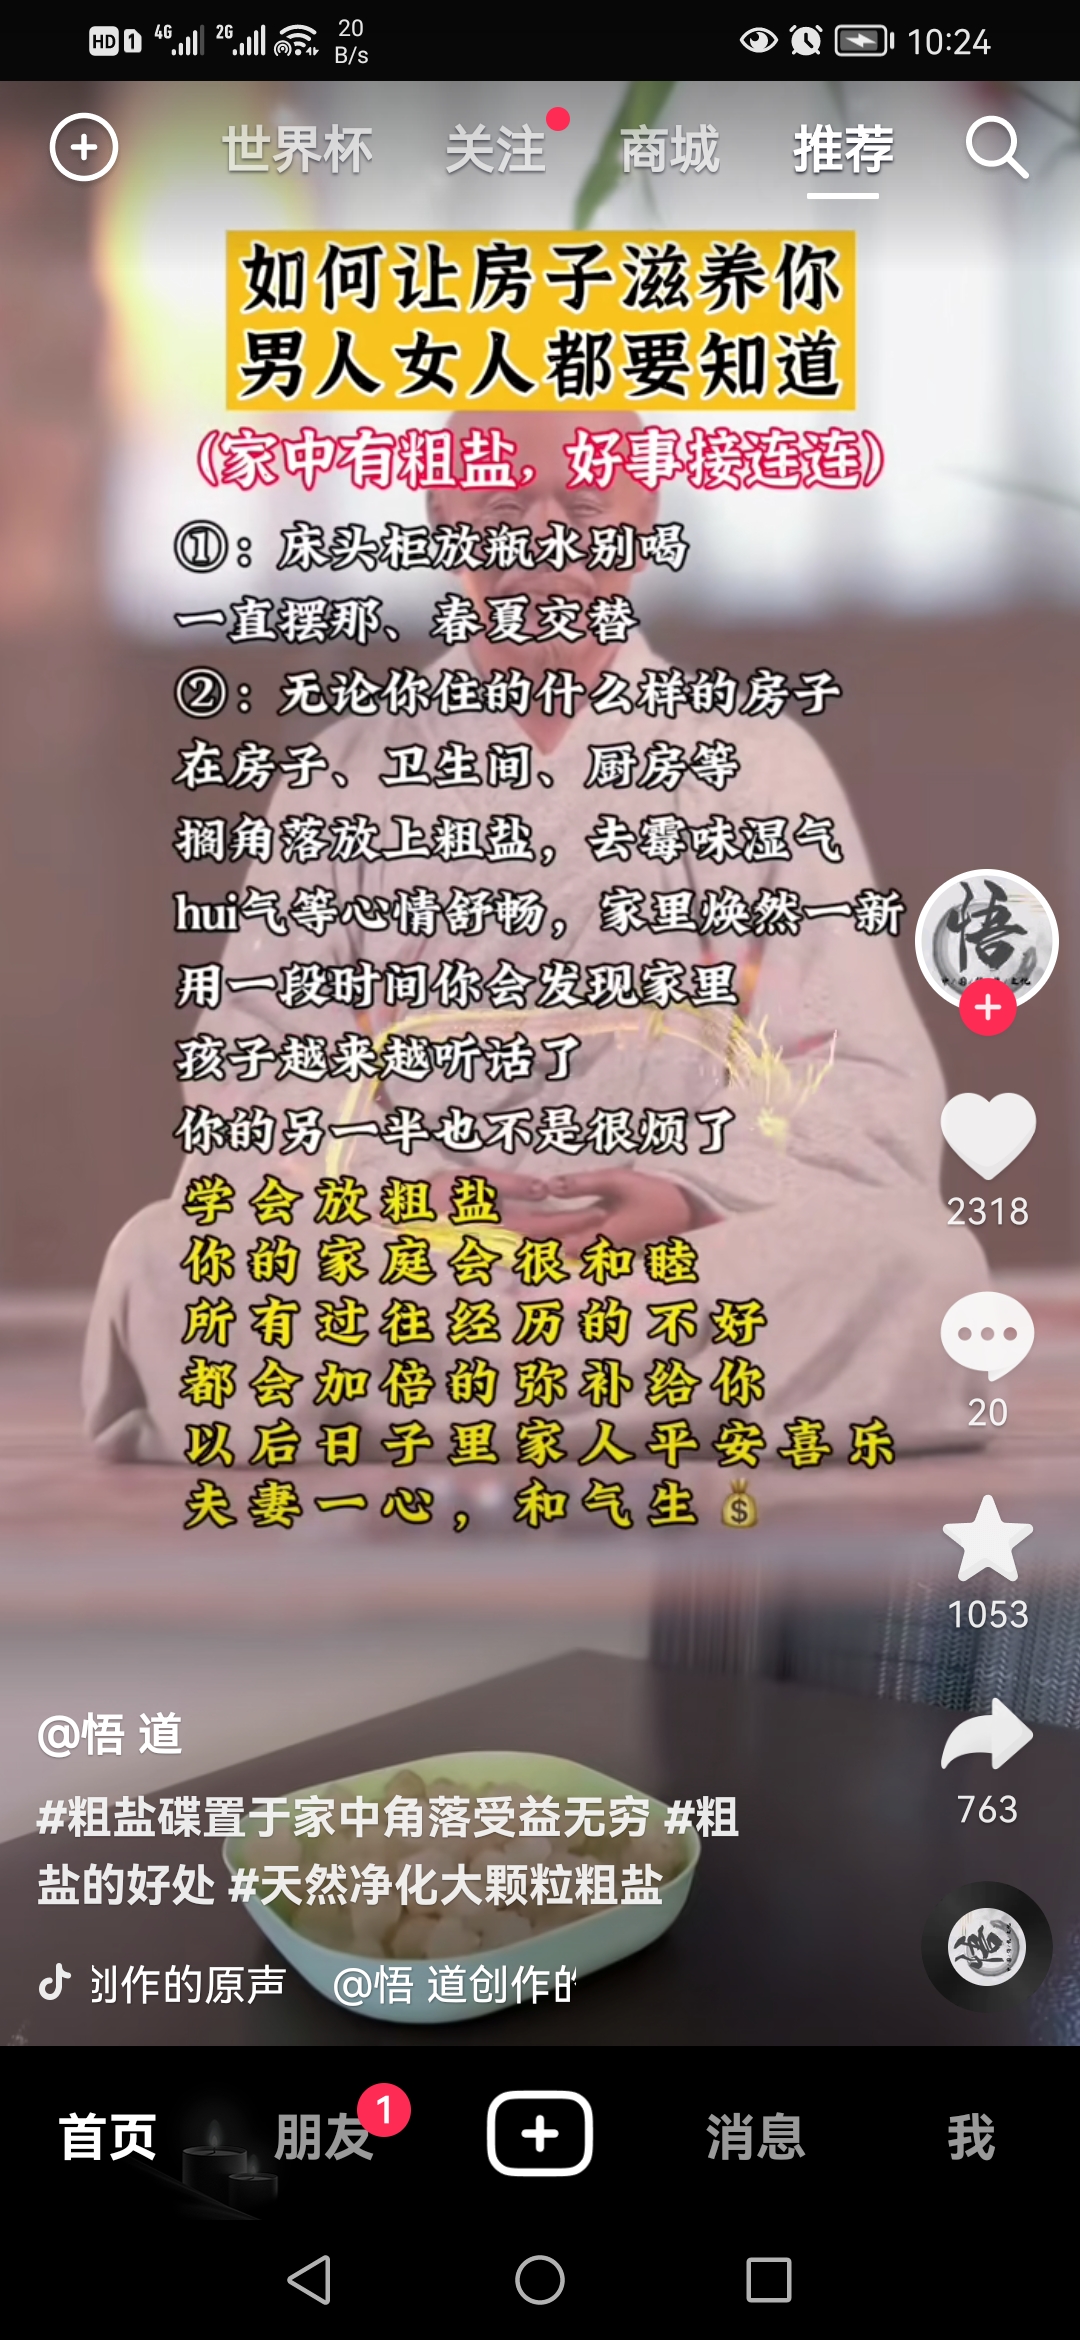 HD 1 4G 2G 20 B/s 10:24
世界杯 关注 商城 推荐
如何让房子滋养你
男人女人都要知道
(家中有粗盐，好事接连连)
①：床头柜放瓶水别喝
一直摆那、春夏交替
②：无论你住的什么样的房子
在房子、卫生间、厨房等
搁角落放上粗盐，去霉味湿气
hui气等心情舒畅，家里焕然一新
用一段时间你会发现家里
孩子越来越听话了
你的另一半也不是很烦了
学会放粗盐
你的家庭会很和睦
所有过往经历的不好
都会加倍的弥补给你
以后日子里家人平安喜乐
夫妻一心，和气生💰
悟
2318
20
1053
763
@悟 道
#粗盐碟置于家中角落受益无穷 #粗
盐的好处 #天然净化大颗粒粗盐
创作的原声 @悟 道创作的
首页 朋友 1 消息 我